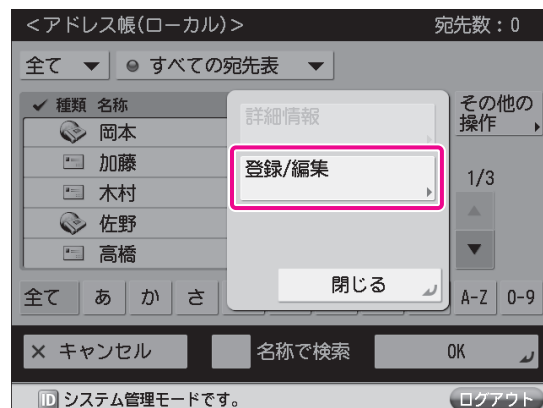 <アドレス帳(ローカル)> 宛先数：0
全て ▼ すべての宛先表 ▼
✓ 種類 名称
岡本
加藤
木村
佐野
高橋
詳細情報
登録/編集
閉じる
その他の
操作
1/3
全て あ か さ A-Z 0-9
× キャンセル 名称で検索 OK
ID システム管理モードです。 ログアウト